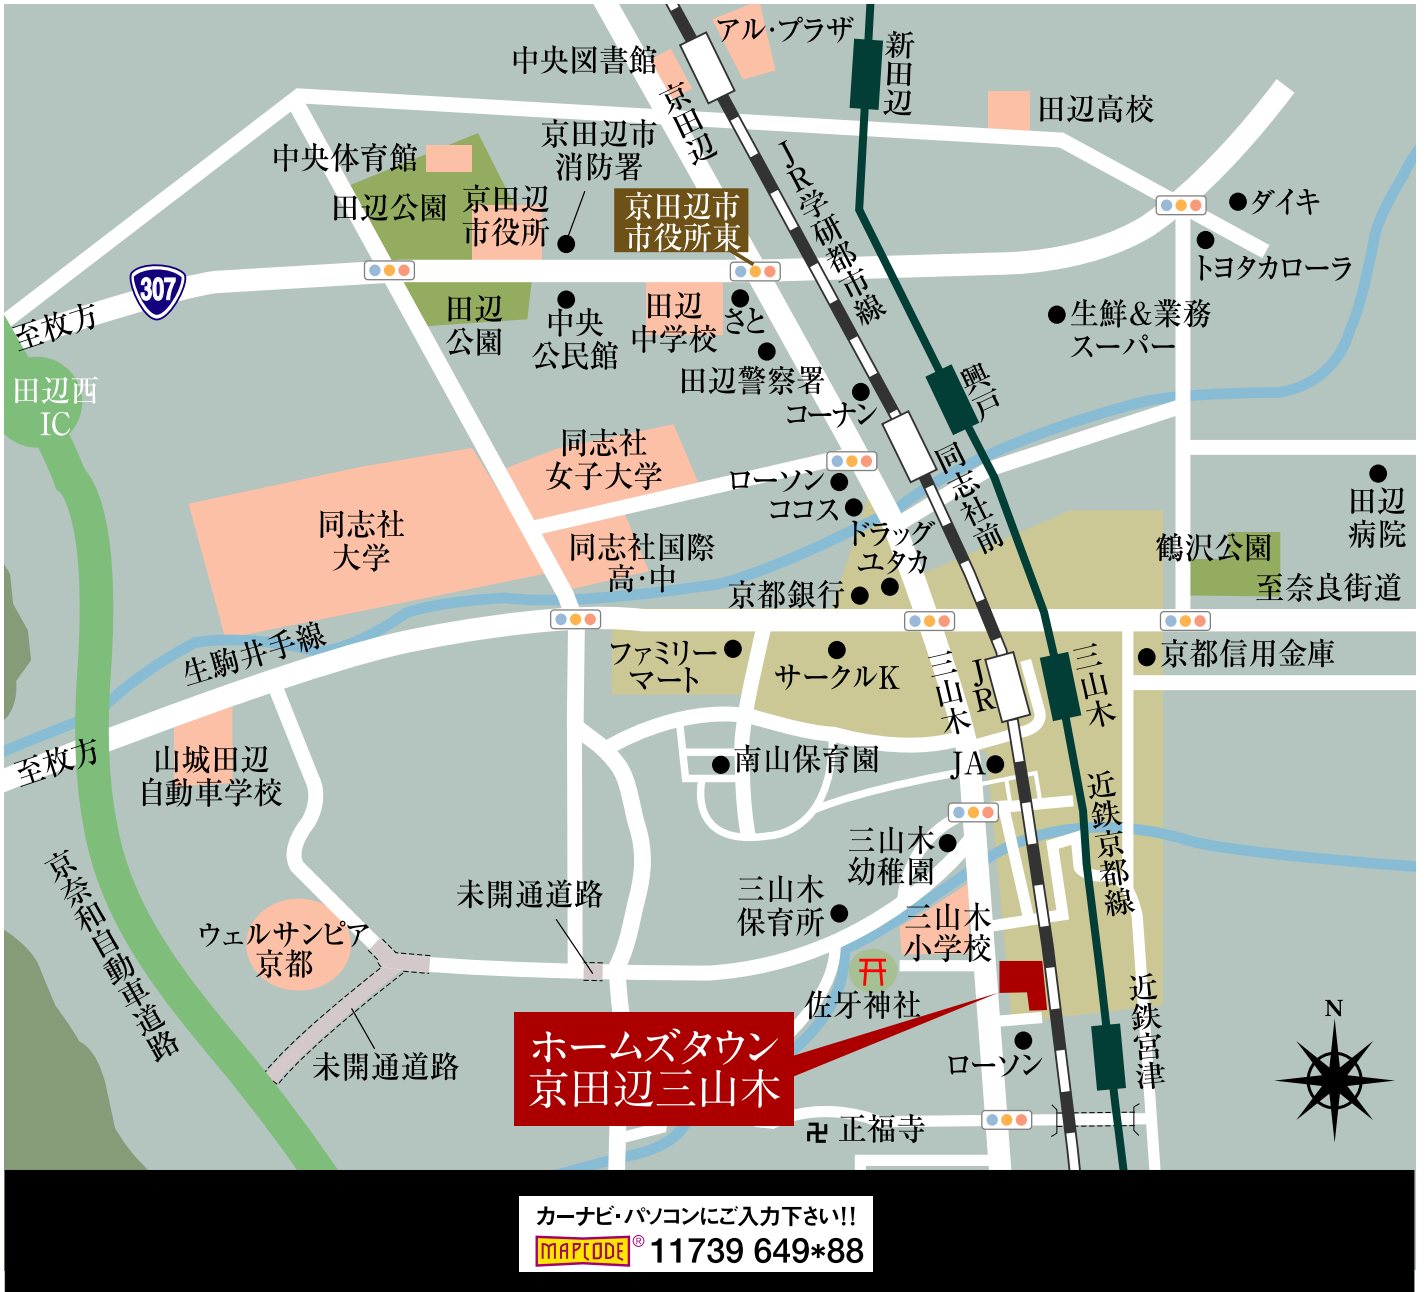 アル・プラザ
中央図書館
新田辺
京田辺
田辺高校
京田辺市
消防署
JR学研都市線
中央体育館
田辺公園
京田辺
市役所
京田辺市
市役所東
ダイキ
トヨタカローラ
307
至枚方
田辺
公園
中央
公民館
田辺
中学校
さと
生鮮&業務
スーパー
田辺警察署
コーナン
興戸
田辺西
IC
同志社
女子大学
ローソン
ココス
同志社前
田辺
病院
同志社
大学
同志社国際
高・中
ドラッグ
ユタカ
鶴沢公園
京都銀行
至奈良街道
生駒井手線
ファミリー
マート
サークルK
三山木
JR
三山木
京都信用金庫
至枚方
山城田辺
自動車学校
南山保育園
JA
近鉄京都線
京奈和自動車道路
三山木
幼稚園
未開通道路
三山木
保育所
三山木
小学校
ウェルサンピア
京都
佐牙神社
近鉄宮津
N
未開通道路
ホームズタウン
京田辺三山木
ローソン
卍 正福寺
カーナビ・パソコンにご入力下さい!!
MAPCODE® 11739 649*88